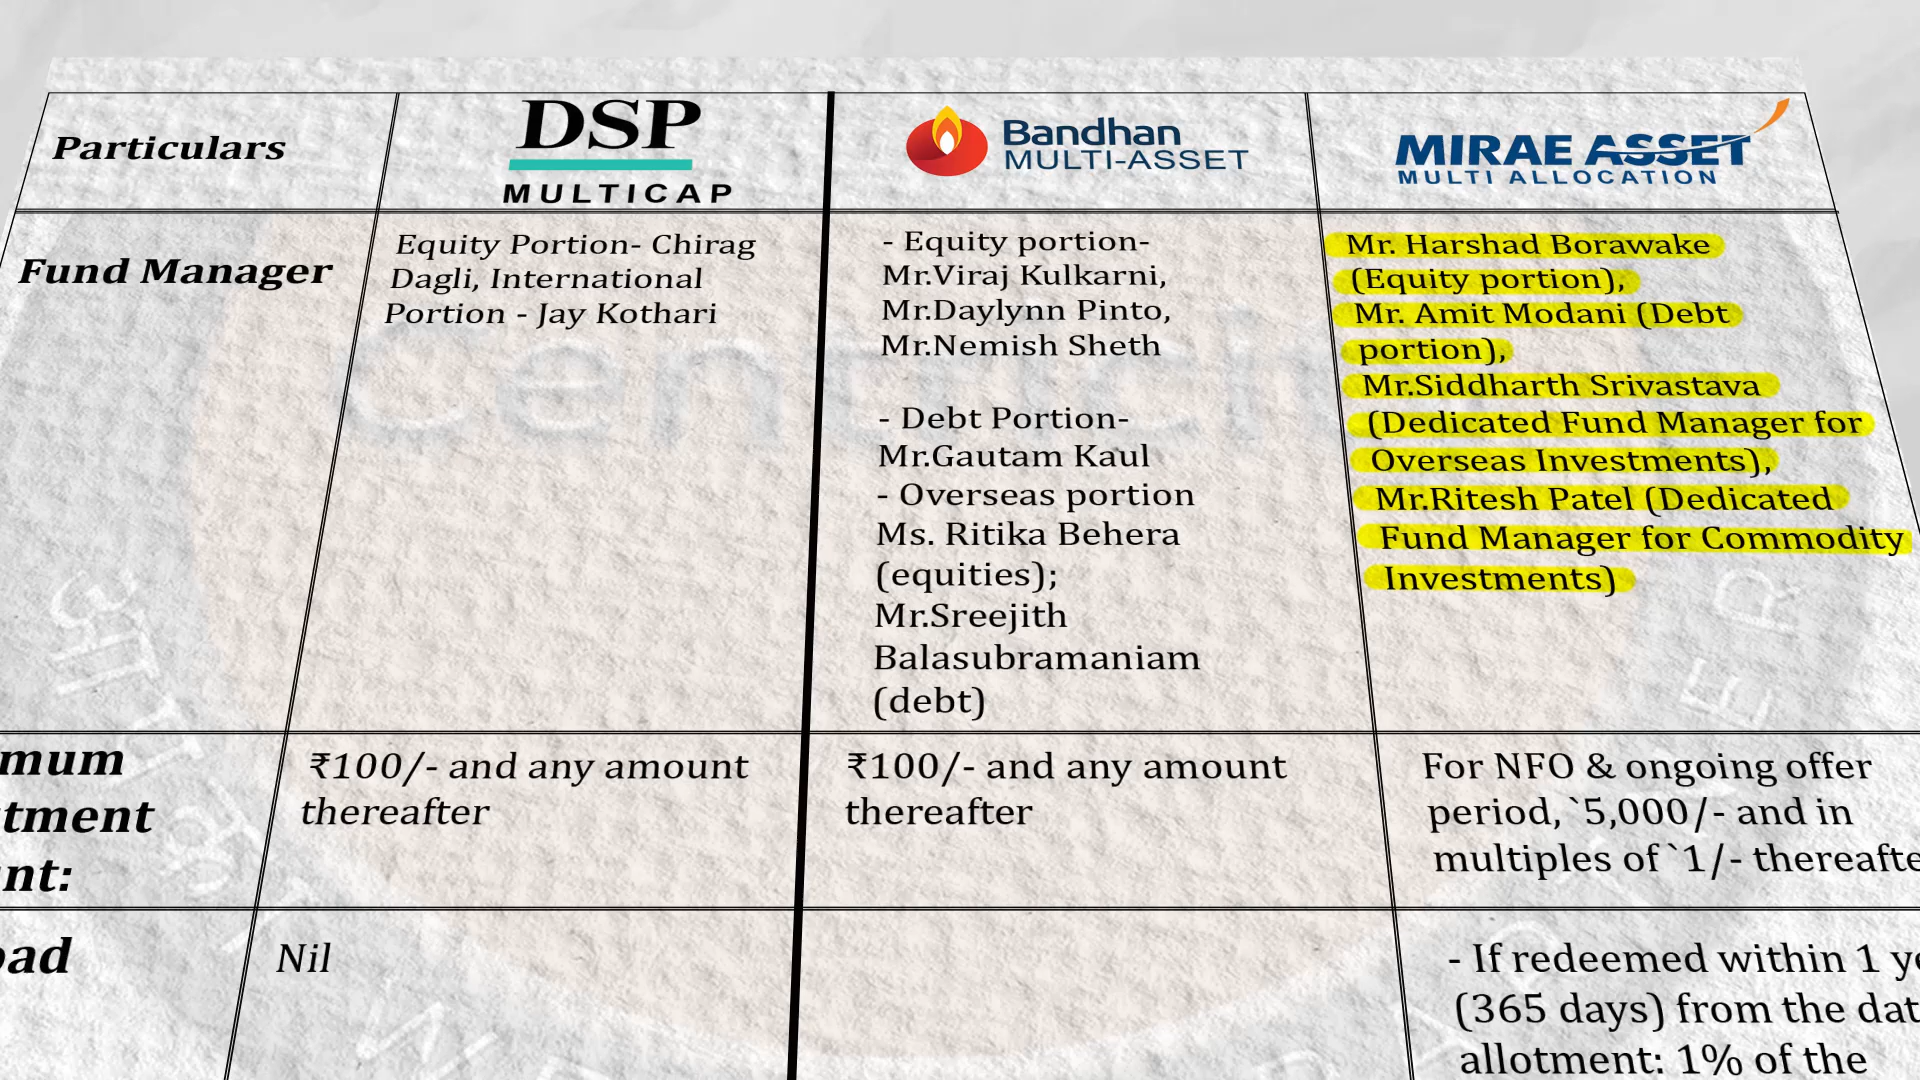 Particulars
DSP
MULTICAP
Bandhan
MULTI-ASSET
MIRAE ASSET
MULTI ALLOCATION
Fund Manager
Equity Portion- Chirag
Dagli, International
Portion - Jay Kothari
- Equity portion-
Mr.Viraj Kulkarni,
Mr.Daylynn Pinto,
Mr.Nemish Sheth
- Debt Portion-
Mr.Gautam Kaul
- Overseas portion
Ms. Ritika Behera
(equities);
Mr.Sreejith
Balasubramaniam
(debt)
Mr. Harshad Borawake
(Equity portion),
Mr. Amit Modani (Debt
portion),
Mr.Siddharth Srivastava
(Dedicated Fund Manager for
Overseas Investments),
Mr.Ritesh Patel (Dedicated
Fund Manager for Commodity
Investments)
mum
tment
nt:
₹100/- and any amount
thereafter
₹100/- and any amount
thereafter
For NFO & ongoing offer
period, `5,000/- and in
multiples of `1/- thereafte
oad
Nil
- If redeemed within 1 ye
(365 days) from the dat
allotment: 1% of the